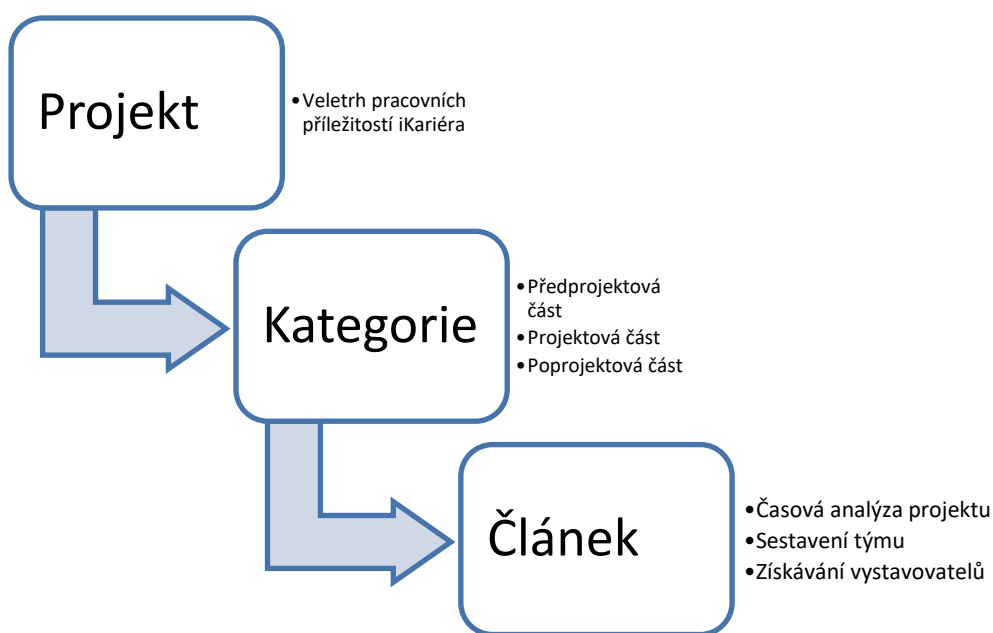 Projekt
•Veletrh pracovních
příležitostí iKariéra
Kategorie
•Předprojektová
část
•Projektová část
•Poprojektová část
Článek
•Časová analýza projektu
•Sestavení týmu
•Získávání vystavovatelů